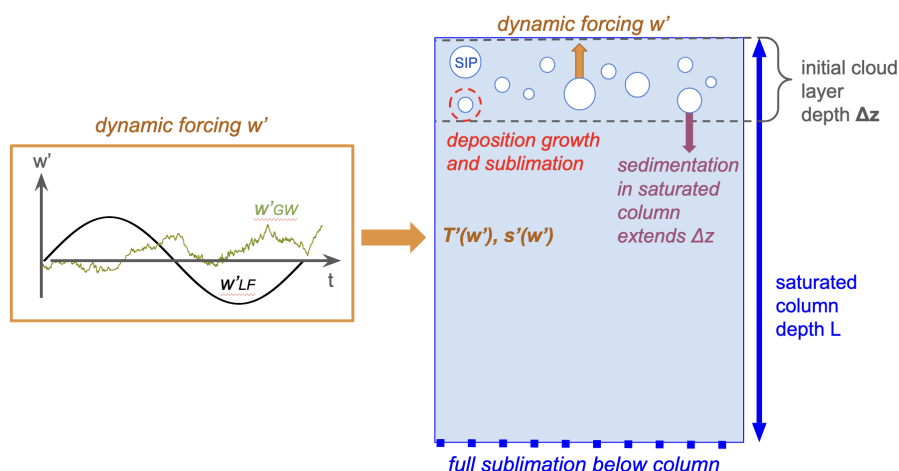 dynamic forcing w’
w’
w’GW
w’LF
t
dynamic forcing w’
SIP
deposition growth
and sublimation
sedimentation
in saturated
column
extends Δz
T’(w’), s’(w’)
initial cloud
layer
depth Δz
saturated
column
depth L
full sublimation below column